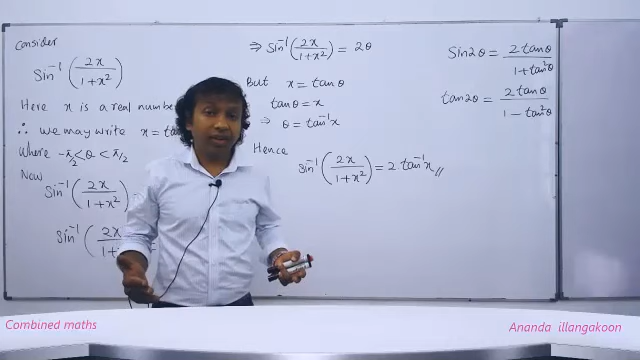 Consider
Sin⁻¹(2x/(1+x²))
Here x is a real number
∴ we may write x = tan
Where -π/2 < θ < π/2
Now
Sin⁻¹(2x/(1+x²)) =
Sin⁻¹(2x/
⇒ Sin⁻¹(2x/(1+x²)) = 2θ
But x = tanθ
tanθ = x
⇒ θ = tan⁻¹x
Hence
Sin⁻¹(2x/(1+x²)) = 2 tan⁻¹x //
Sin2θ = 2tanθ/(1+tan²θ)
tan2θ = 2tanθ/(1-tan²θ)
Combined maths
Ananda illangakoon